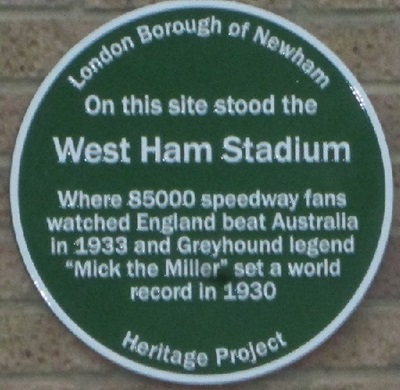 London Borough of Newham
On this site stood the
West Ham Stadium
Where 85000 speedway fans
watched England beat Australia
in 1933 and Greyhound legend
"Mick the Miller" set a world
record in 1930
Heritage Project